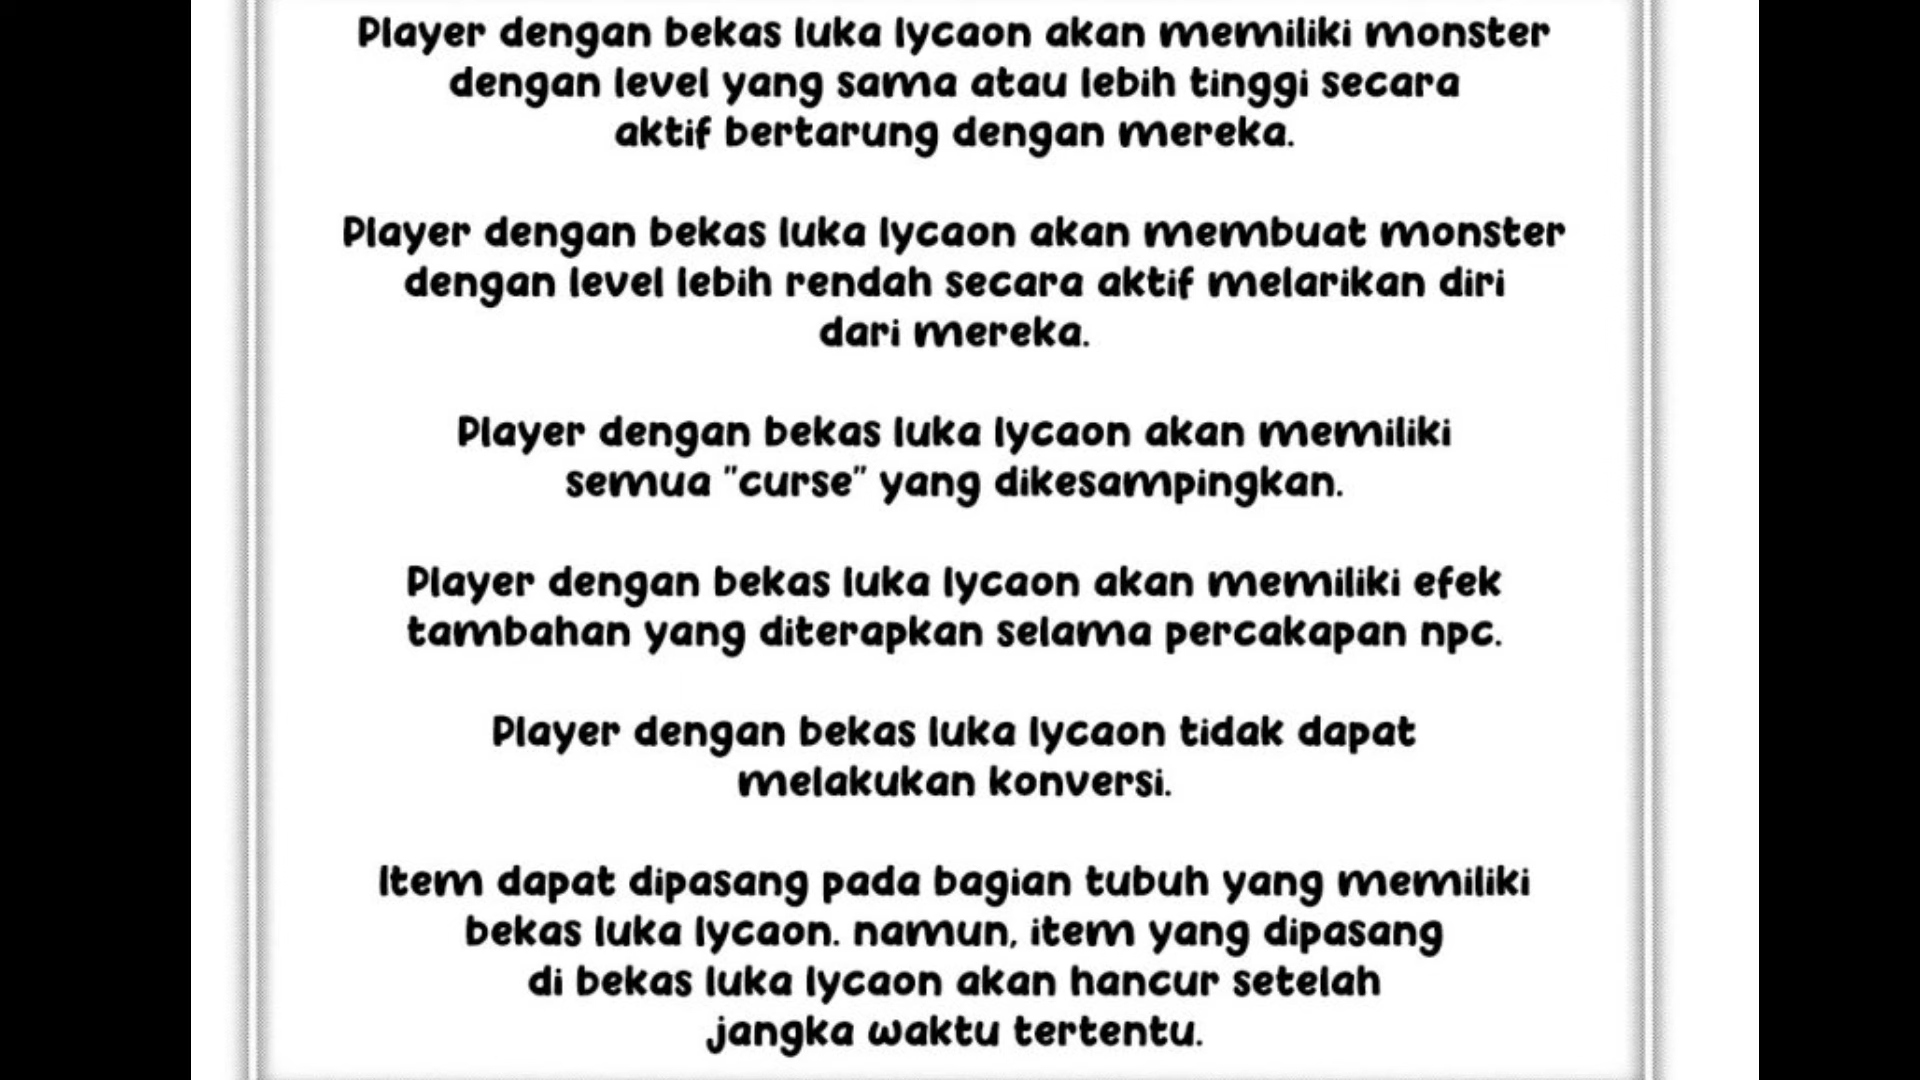 Player dengan bekas luka lycaon akan memiliki monster
dengan level yang sama atau lebih tinggi secara
aktif bertarung dengan mereka.
Player dengan bekas luka lycaon akan membuat monster
dengan level lebih rendah secara aktif melarikan diri
dari mereka.
Player dengan bekas luka lycaon akan memiliki
semua "curse" yang dikesampingkan.
Player dengan bekas luka lycaon akan memiliki efek
tambahan yang diterapkan selama percakapan npc.
Player dengan bekas luka lycaon tidak dapat
melakukan konversi.
Item dapat dipasang pada bagian tubuh yang memiliki
bekas luka lycaon. namun, item yang dipasang
di bekas luka lycaon akan hancur setelah
jangka waktu tertentu.